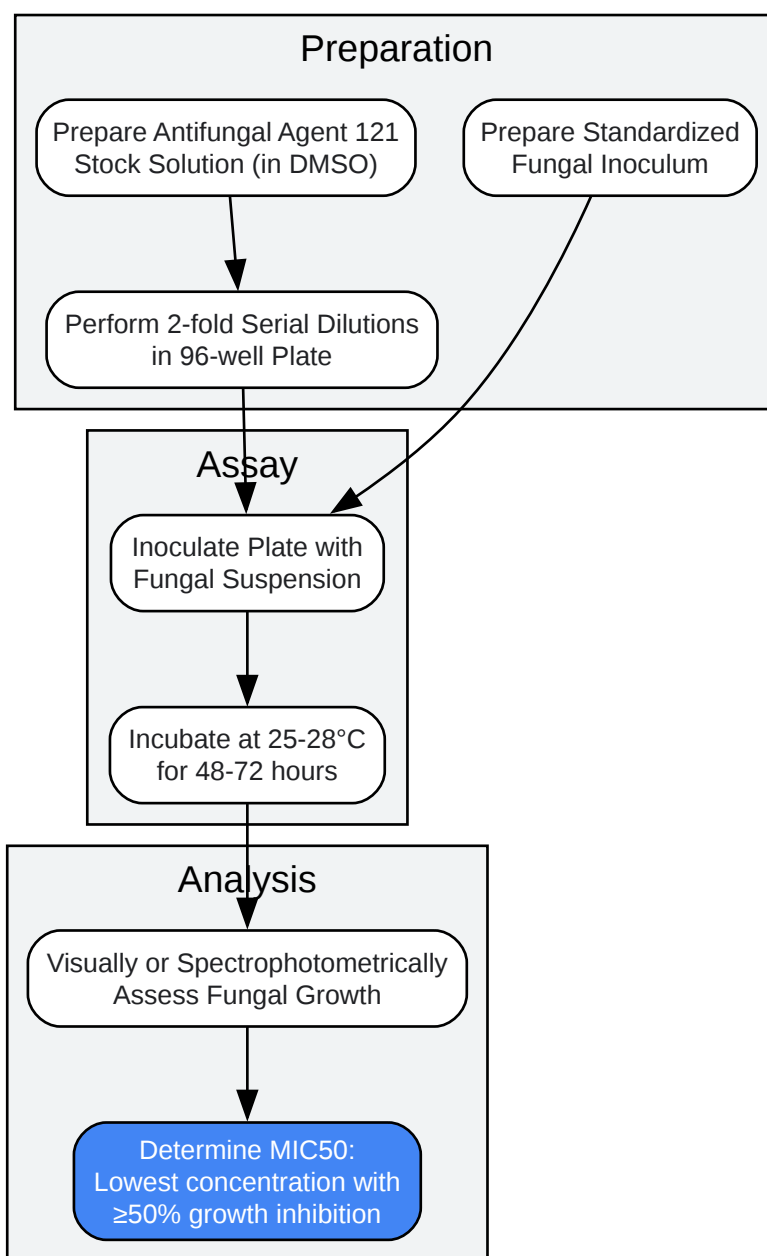 Preparation
Prepare Antifungal Agent 121
Stock Solution (in DMSO)
Prepare Standardized
Fungal Inoculum
Perform 2-fold Serial Dilutions
in 96-well Plate
Assay
Inoculate Plate with
Fungal Suspension
Incubate at 25-28°C
for 48-72 hours
Analysis
Visually or Spectrophotometrically
Assess Fungal Growth
Determine MIC50:
Lowest concentration with
≥50% growth inhibition